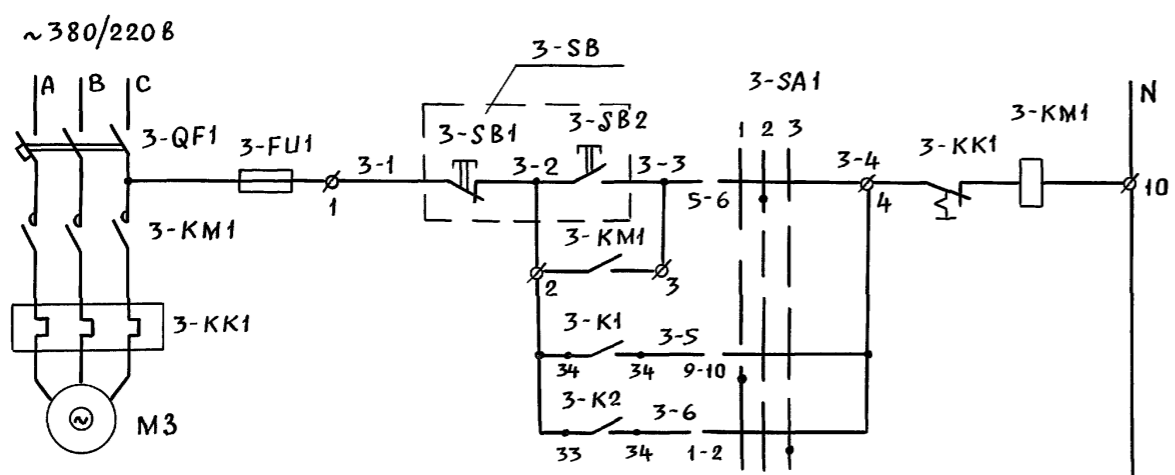 ~380/220В
A B C
3-QF1
3-FU1
3-1
1
3-SB
3-SB1
3-SB2
3-2
3-3
3-SA1
1 2 3
5-6
3-4
4
3-KK1
3-KM1
N
10
3-KM1
3-KM1
2
3
3-KK1
3-K1
3-5
34
34
9-10
3-K2
3-6
33
34
1-2
M3